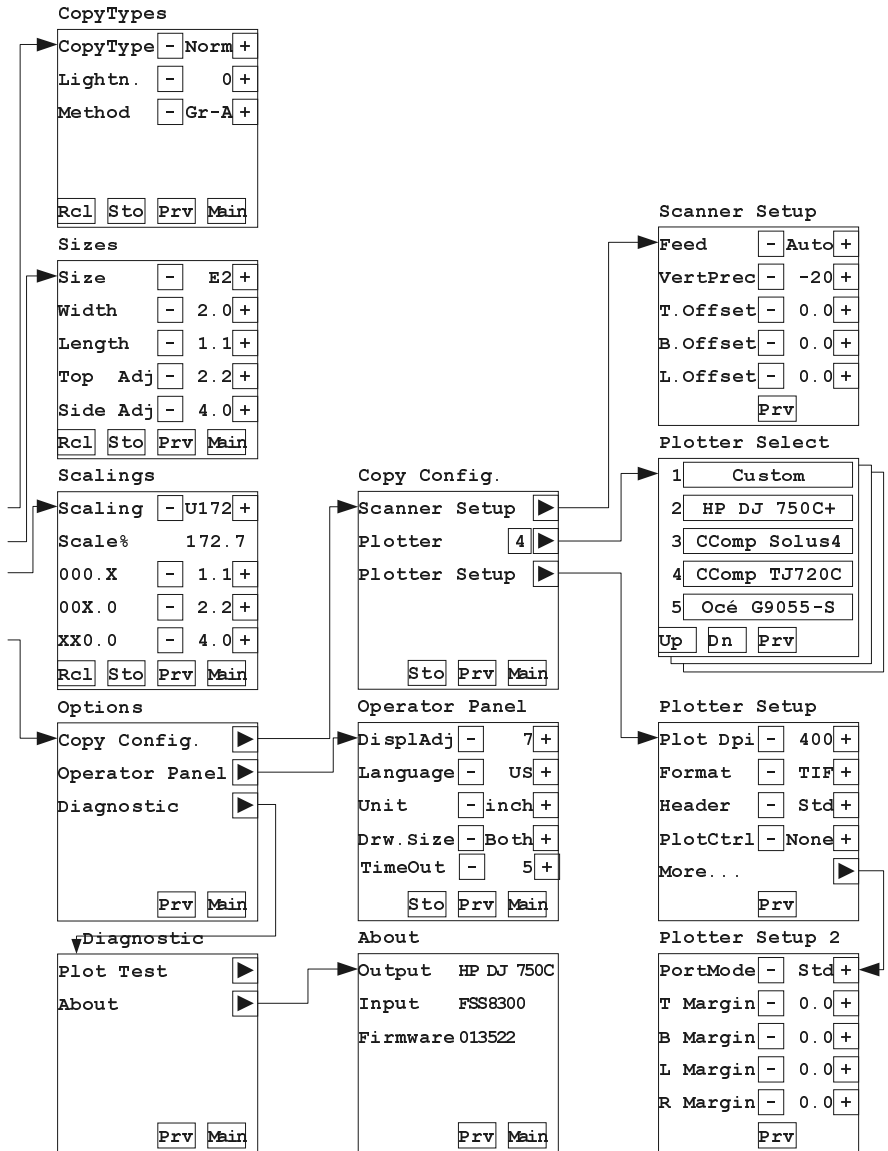 CopyTypes
CopyType - Norm +
Lightn. - 0 +
Method - Gr-A +
Rcl Sto Prv Main
Sizes
Size - E2 +
Width - 2.0 +
Length - 1.1 +
Top Adj - 2.2 +
Side Adj - 4.0 +
Rcl Sto Prv Main
Scalings
Scaling - U172 +
Scale% 172.7
000.X - 1.1 +
00X.0 - 2.2 +
XX0.0 - 4.0 +
Rcl Sto Prv Main
Options
Copy Config.
Operator Panel
Diagnostic
Prv Main
Diagnostic
Plot Test
About
Prv Main
Copy Config.
Scanner Setup
Plotter 4
Plotter Setup
Sto Prv Main
Operator Panel
DisplAdj - 7 +
Language - US +
Unit - inch +
Drw.Size - Both +
TimeOut - 5 +
Sto Prv Main
About
Output HP DJ 750C
Input FSS8300
Firmware 013522
Prv Main
Scanner Setup
Feed - Auto +
VertPrec - -20 +
T.Offset - 0.0 +
B.Offset - 0.0 +
L.Offset - 0.0 +
Prv
Plotter Select
1 Custom
2 HP DJ 750C+
3 CComp Solus4
4 CComp TJ720C
5 Océ G9055-S
Up Dn Prv
Plotter Setup
Plot Dpi - 400 +
Format - TIF +
Header - Std +
PlotCtrl - None +
More...
Prv
Plotter Setup 2
PortMode - Std +
T Margin - 0.0 +
B Margin - 0.0 +
L Margin - 0.0 +
R Margin - 0.0 +
Prv